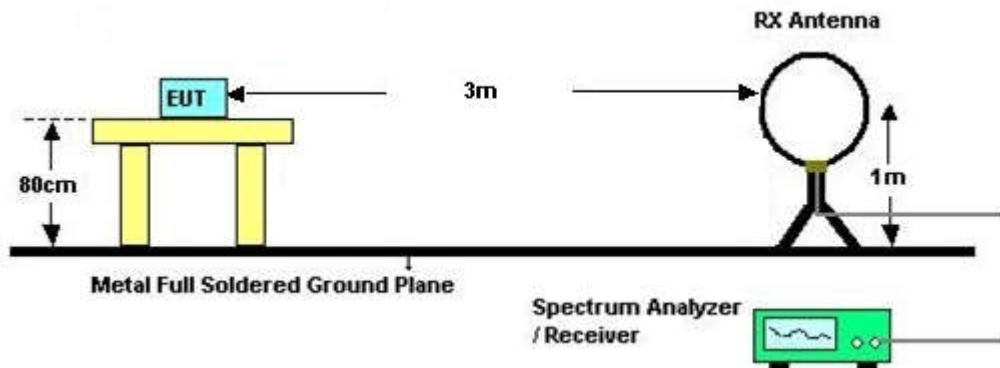 RX Antenna
EUT
3m
80cm
1m
Metal Full Soldered Ground Plane
Spectrum Analyzer
/ Receiver